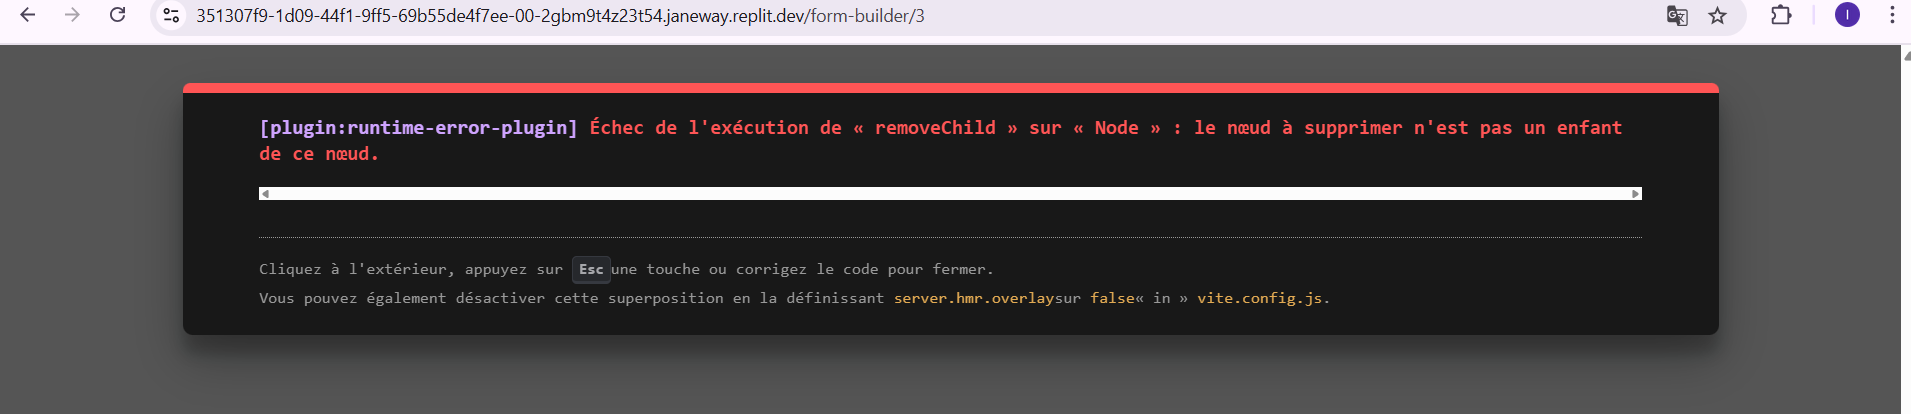 351307f9-1d09-44f1-9ff5-69b55de4f7ee-00-2gbm9t4z23t54.janeway.replit.dev/form-builder/3
I
[plugin:runtime-error-plugin] Échec de l'exécution de « removeChild » sur « Node » : le nœud à supprimer n'est pas un enfant
de ce nœud.
Cliquez à l'extérieur, appuyez sur Esc une touche ou corrigez le code pour fermer.
Vous pouvez également désactiver cette superposition en la définissant server.hmr.overlaysur false« in » vite.config.js.